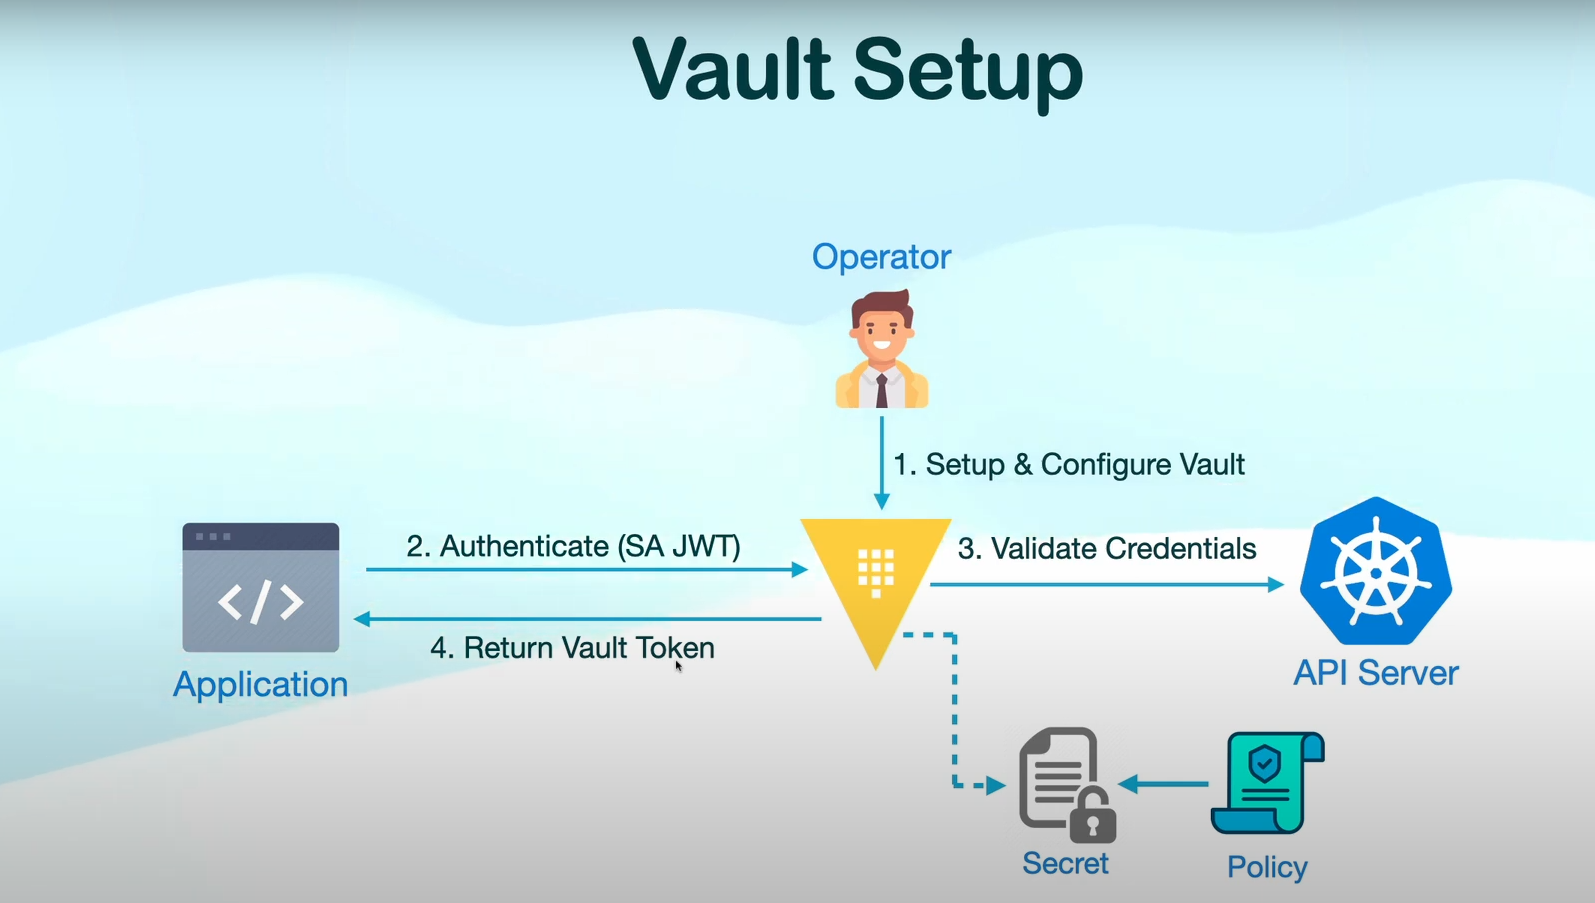 Vault Setup
Operator
1. Setup & Configure Vault
2. Authenticate (SA JWT)
3. Validate Credentials
4. Return Vault Token
Application
API Server
Secret
Policy